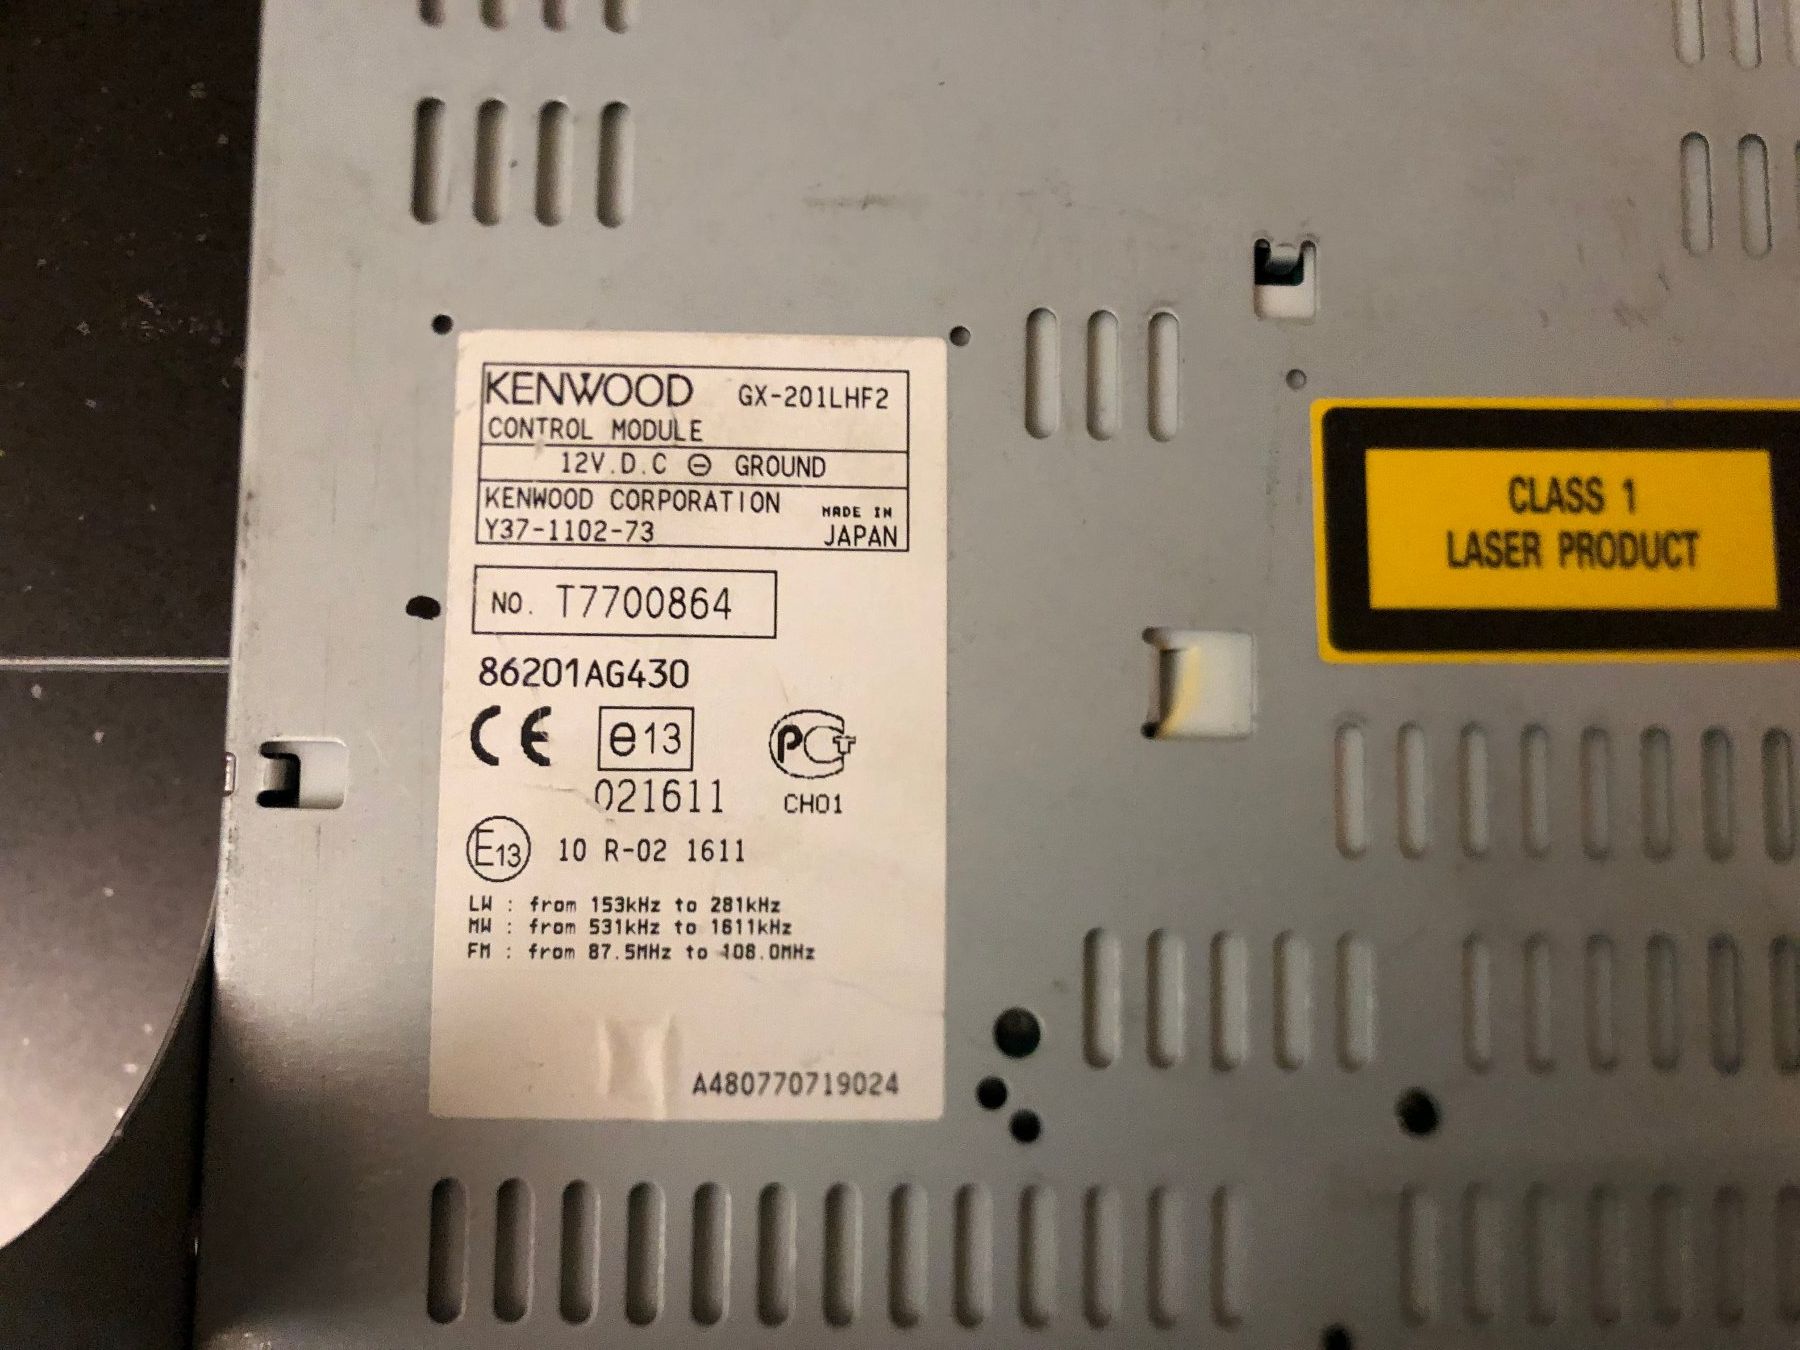 KENWOOD GX-201LHF2
CONTROL MODULE
12V.D.C ⊖ GROUND
KENWOOD CORPORATION
Y37-1102-73
MADE IN
JAPAN
NO. T7700864
86201AG430
CE e13 PCT
021611 CH01
E13 10 R-02 1611
LW : from 153kHz to 281kHz
MW : from 531kHz to 1611kHz
FM : from 87.5MHz to 108.0MHz
A480770719024
CLASS 1
LASER PRODUCT